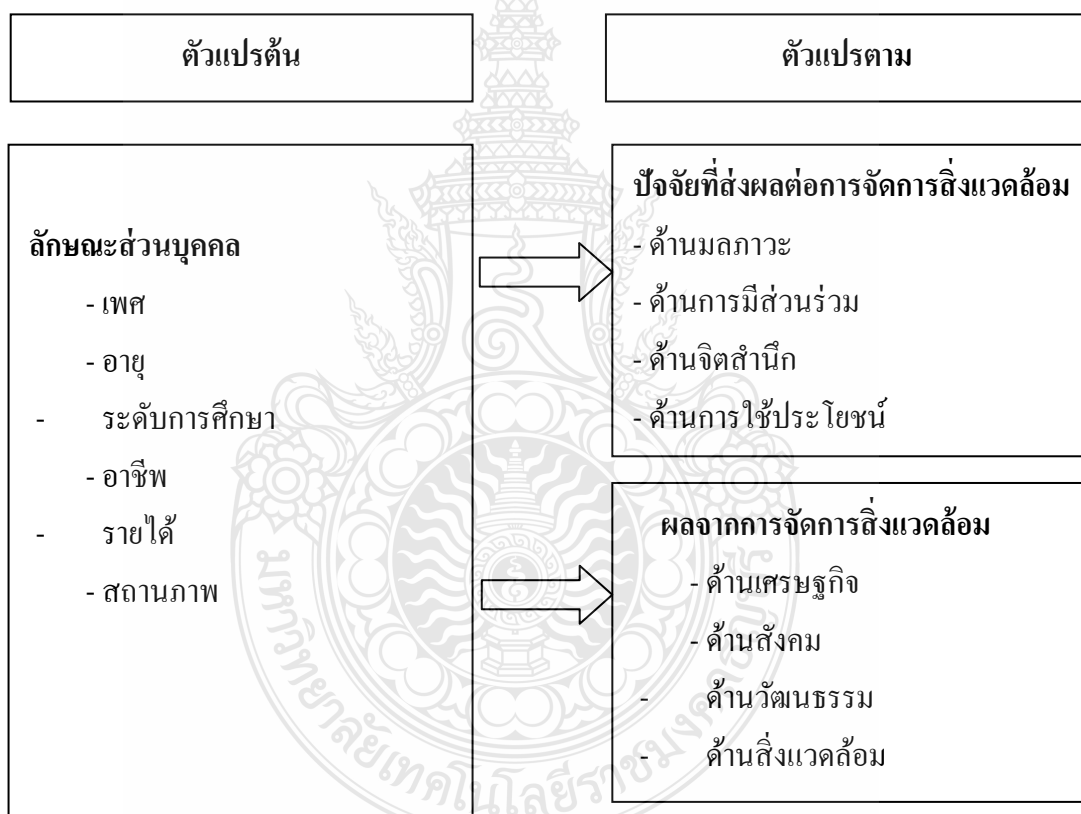 ตัวแปรต้น
ตัวแปรตาม
ลักษณะส่วนบุคคล
- เพศ
- อายุ
- ระดับการศึกษา
- อาชีพ
- รายได้
- สถานภาพ
ปัจจัยที่ส่งผลต่อการจัดการสิ่งแวดล้อม
- ด้านมลภาวะ
- ด้านการมีส่วนร่วม
- ด้านจิตสำนึก
- ด้านการใช้ประโยชน์
ผลจากการจัดการสิ่งแวดล้อม
- ด้านเศรษฐกิจ
- ด้านสังคม
- ด้านวัฒนธรรม
- ด้านสิ่งแวดล้อม